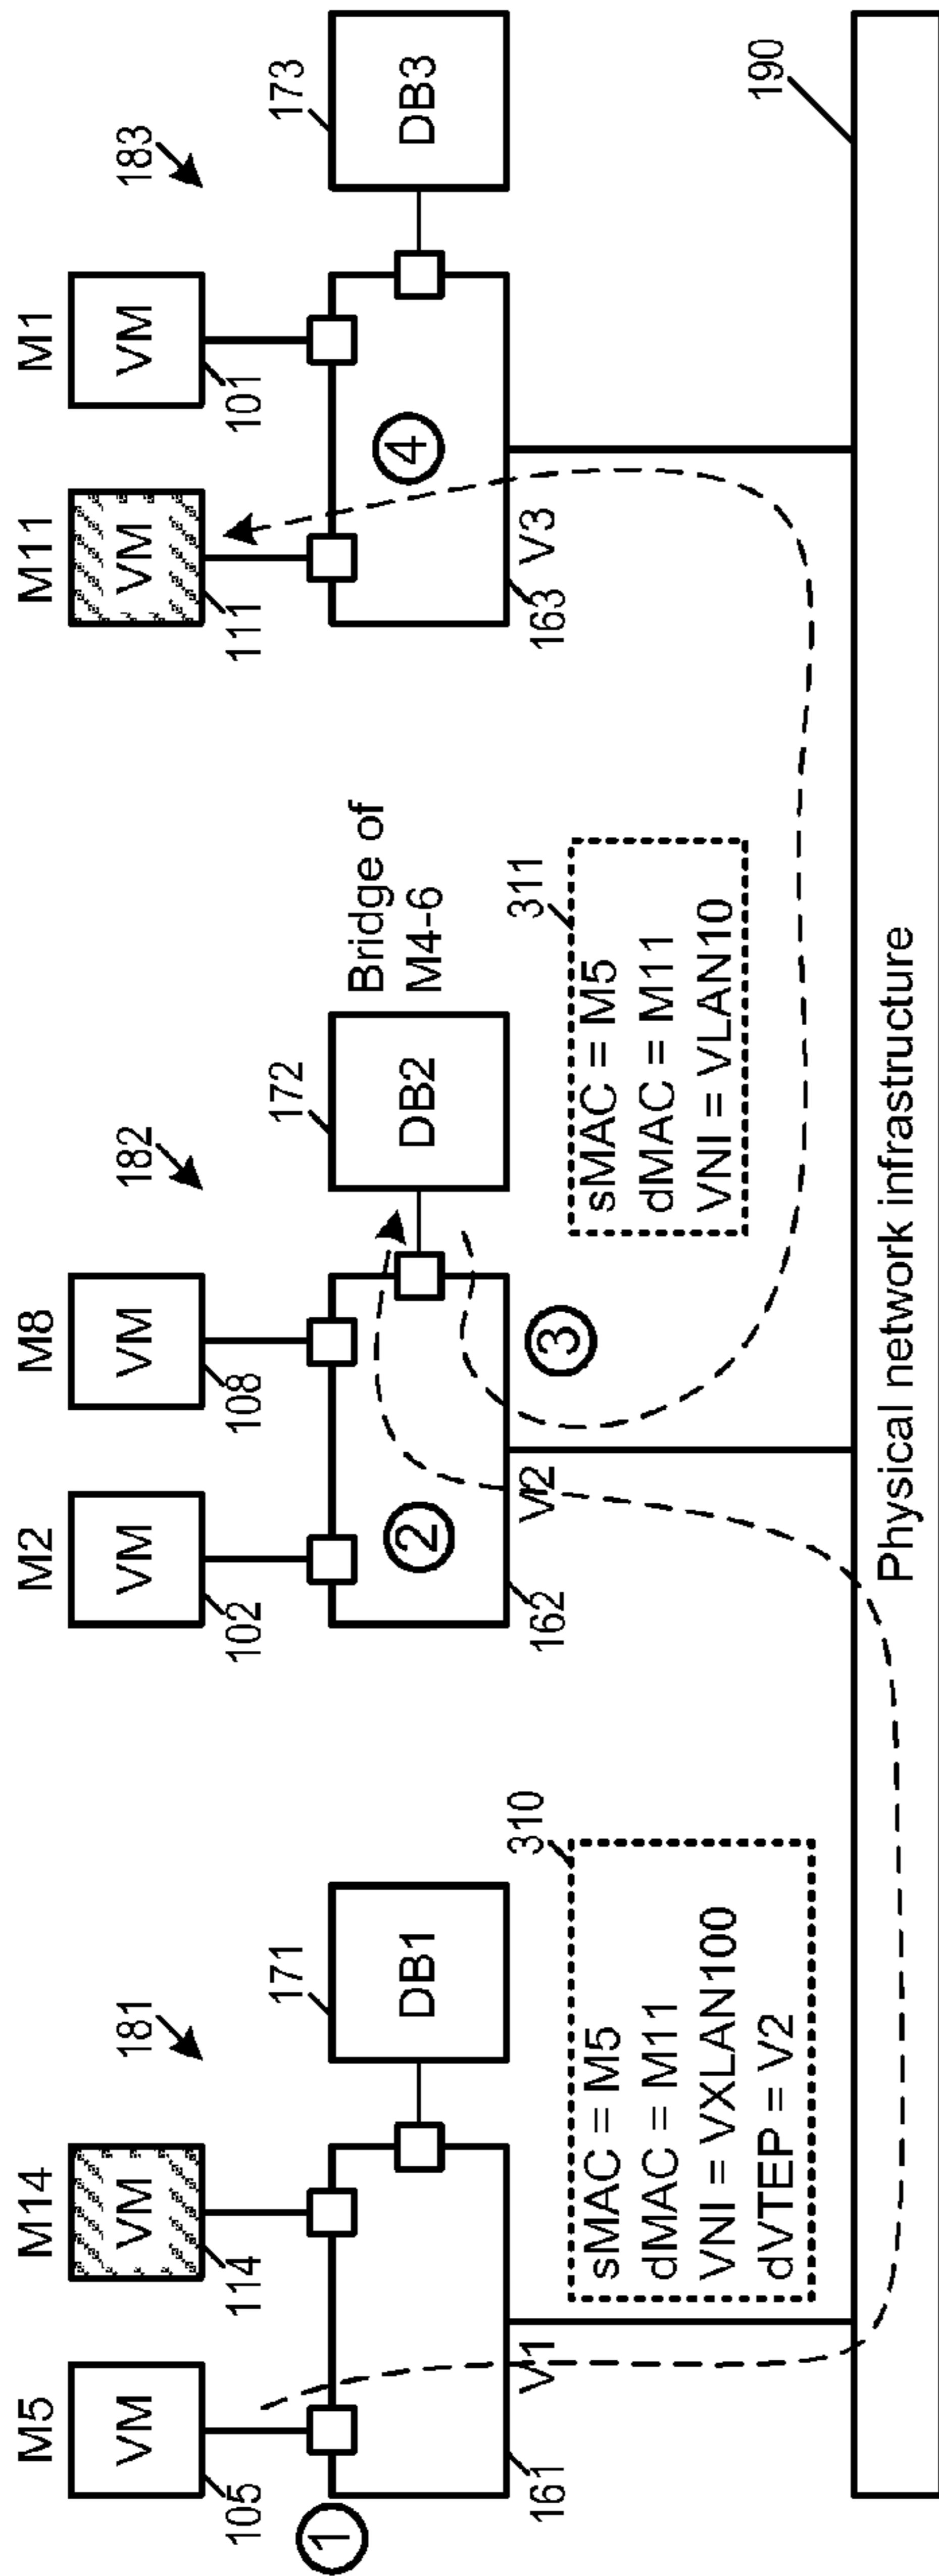 M5
M14
M2
M8
M11
M1
VM
VM
VM
VM
VM
VM
105
114
102
108
111
101
181
182
183
171
172
173
DB1
DB2
DB3
Bridge of
M4-6
1
2
3
4
161
V1
162
V2
163
V3
310
sMAC = M5
dMAC = M11
VNI = VXLAN100
dVTEP = V2
311
sMAC = M5
dMAC = M11
VNI = VLAN10
190
Physical network infrastructure